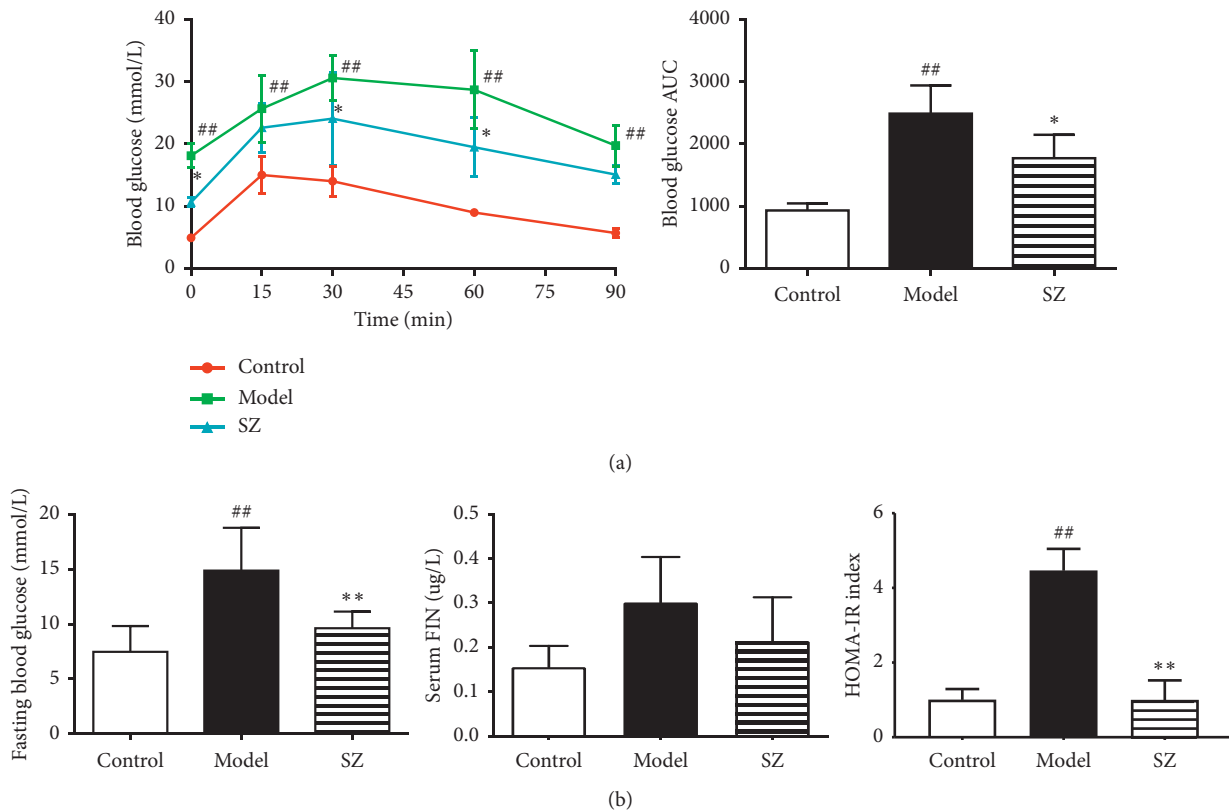 Blood glucose (mmol/L)
40
30
20
10
0
##
##
##
##
##
*
*
*
0 15 30 45 60 75 90
Time (min)
Control
Model
SZ
Blood glucose AUC
4000
3000
2000
1000
0
##
*
Control Model SZ
(a)
Fasting blood glucose (mmol/L)
20
15
10
5
0
##
**
Control Model SZ
Serum FIN (ug/L)
0.5
0.4
0.3
0.2
0.1
0.0
Control Model SZ
HOMA-IR index
6
4
2
0
##
**
Control Model SZ
(b)